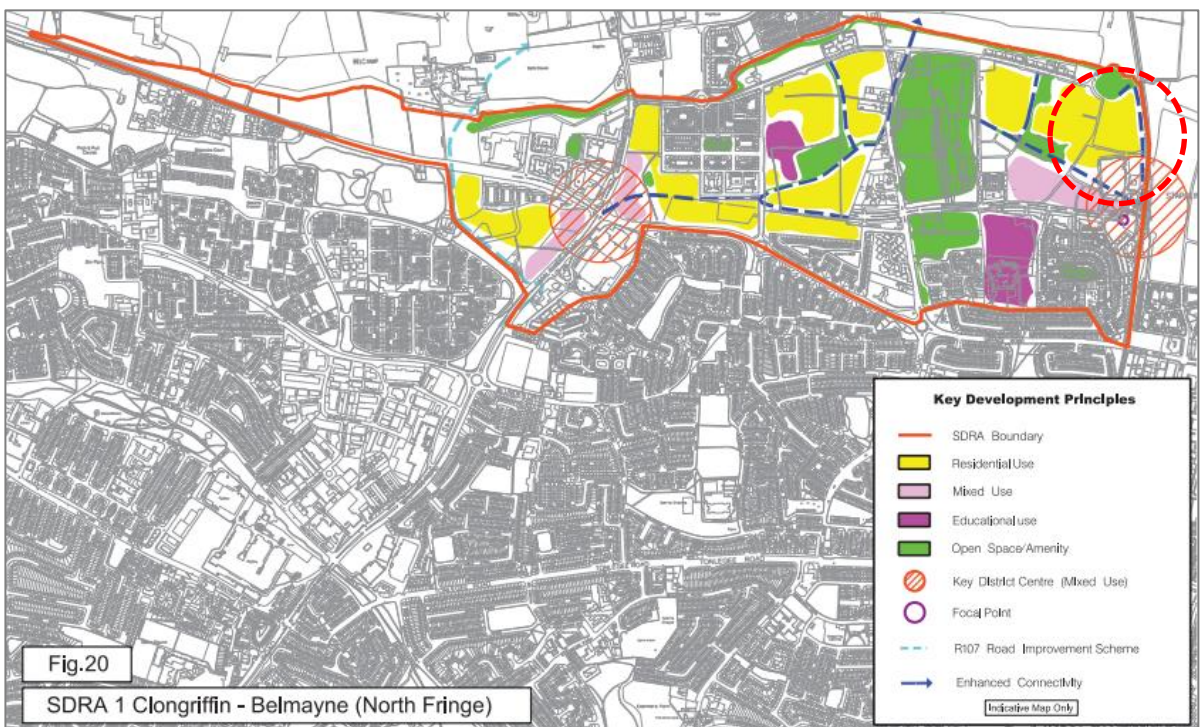 BELCAMP
Key Development Principles
SDRA Boundary
Residential Use
Mixed Use
Educational use
Open Space/Amenity
Key District Centre (Mixed Use)
Focal Point
R107 Road Improvement Scheme
Enhanced Connectivity
Indicative Map Only
Fig.20
SDRA 1 Clongriffin - Belmayne (North Fringe)